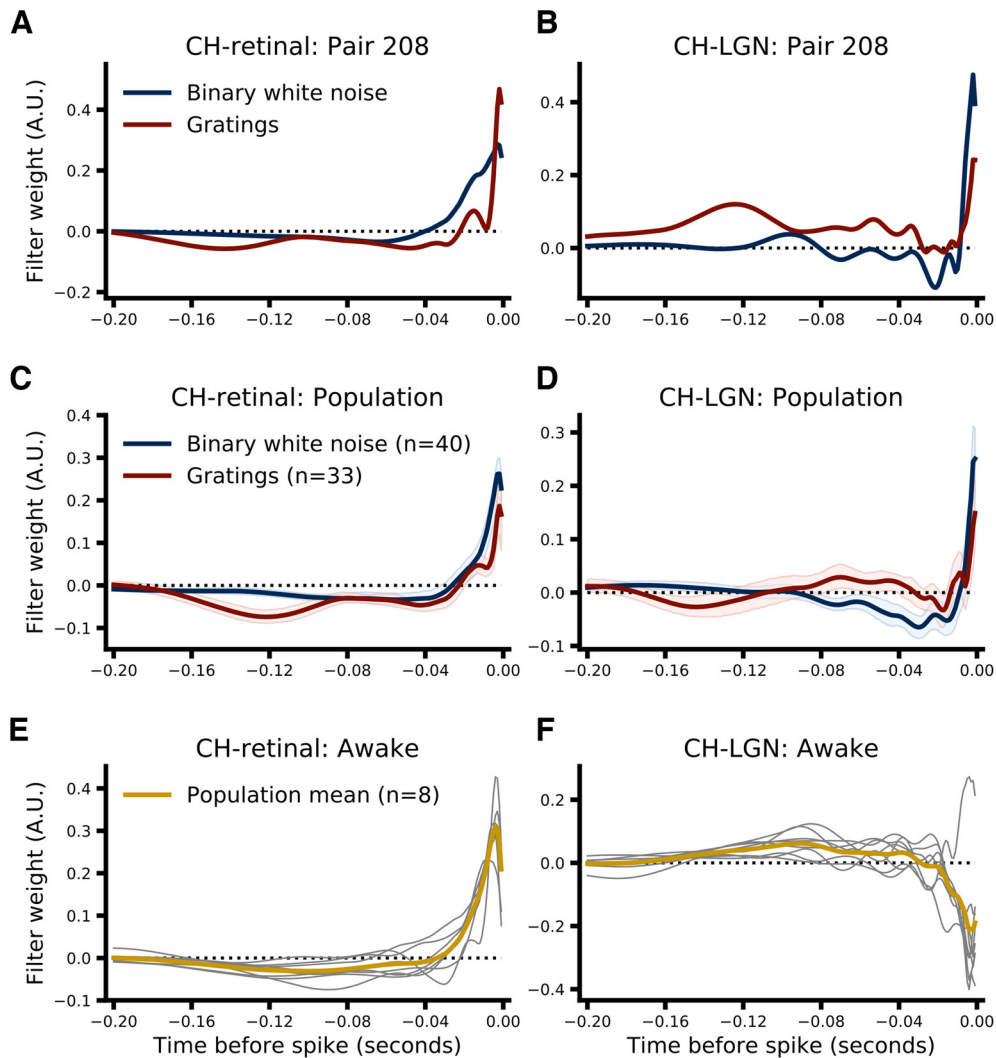 A
CH-retinal: Pair 208
Binary white noise
Gratings
Filter weight (A.U.)
0.4
0.2
0.0
−0.2
−0.20 −0.16 −0.12 −0.08 −0.04 0.00
B
CH-LGN: Pair 208
0.4
0.2
0.0
−0.20 −0.16 −0.12 −0.08 −0.04 0.00
C
CH-retinal: Population
Binary white noise (n=40)
Gratings (n=33)
Filter weight (A.U.)
0.4
0.3
0.2
0.1
0.0
−0.1
−0.20 −0.16 −0.12 −0.08 −0.04 0.00
D
CH-LGN: Population
0.3
0.2
0.1
0.0
−0.1
−0.20 −0.16 −0.12 −0.08 −0.04 0.00
E
CH-retinal: Awake
Population mean (n=8)
Filter weight (A.U.)
0.4
0.3
0.2
0.1
0.0
−0.1
−0.20 −0.16 −0.12 −0.08 −0.04 0.00
Time before spike (seconds)
F
CH-LGN: Awake
0.2
0.0
−0.2
−0.4
−0.20 −0.16 −0.12 −0.08 −0.04 0.00
Time before spike (seconds)